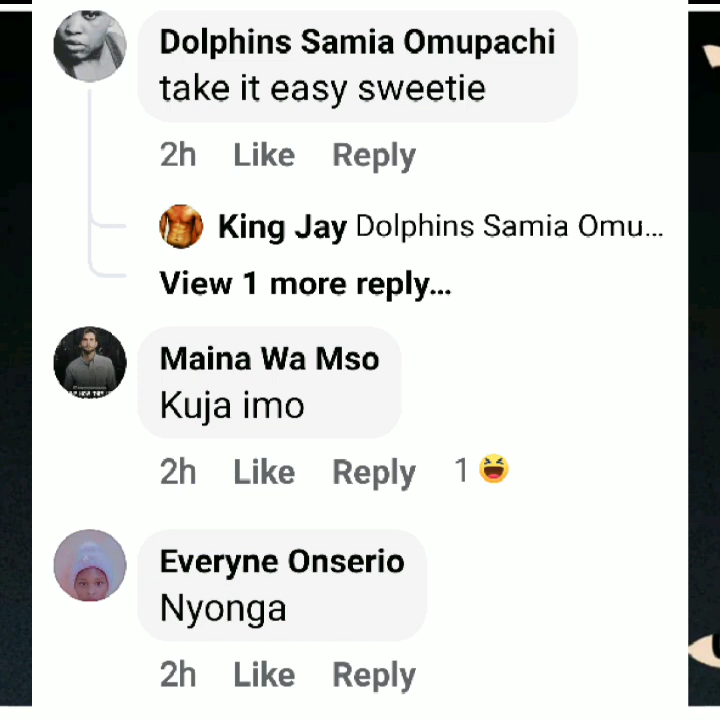 Dolphins Samia Omupachi
take it easy sweetie
2h Like Reply
King Jay Dolphins Samia Omu...
View 1 more reply...
Maina Wa Mso
Kuja imo
2h Like Reply 1
Everyne Onserio
Nyonga
2h Like Reply